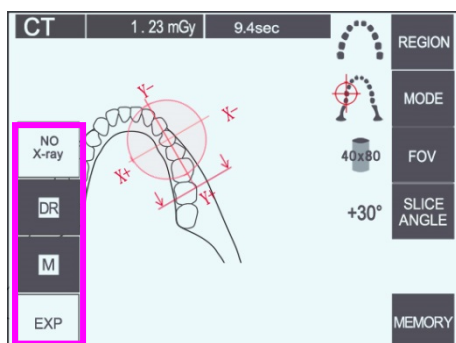 CT 1.23 mGy 9.4sec
REGION
MODE
40x80 FOV
+30° SLICE
ANGLE
MEMORY
NO
X-ray
DR
M
EXP
Y-
X-
X+
Y+